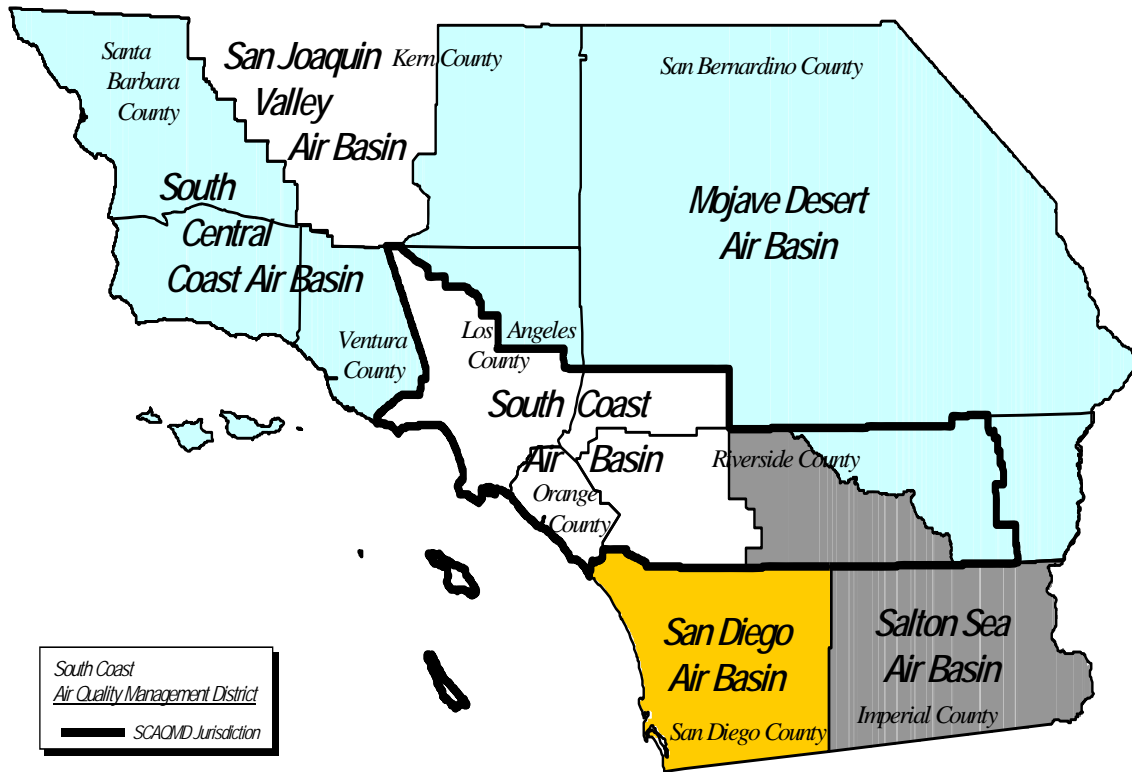 Santa
Barbara
County
San Joaquin
Valley
Air Basin
Kern County
San Bernardino County
South
Central
Coast Air Basin
Mojave Desert
Air Basin
Ventura
County
Los Angeles
County
South Coast
Air Basin
Orange
County
Riverside County
San Diego
Air Basin
San Diego County
Salton Sea
Air Basin
Imperial County
South Coast
Air Quality Management District
SCAQMD Jurisdiction